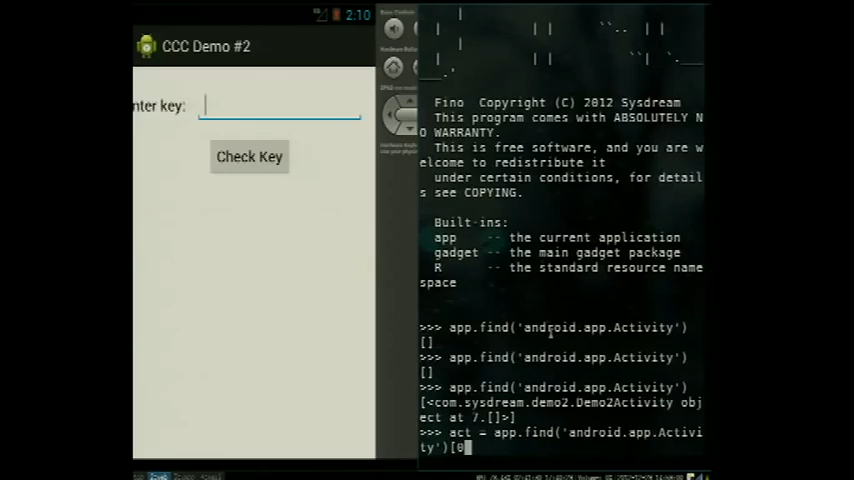 2:10
CCC Demo #2
nter key:
Check Key
Fino Copyright (C) 2012 Sysdream
This program comes with ABSOLUTELY N
O WARRANTY.
This is free software, and you are w
elcome to redistribute it
under certain conditions, for detail
s see COPYING.
Built-ins:
app -- the current application
gadget -- the main gadget package
R -- the standard resource name
space
>>> app.find('android.app.Activity')
[]
>>> app.find('android.app.Activity')
[]
>>> app.find('android.app.Activity')
[<com.sysdream.demo2.Demo2Activity obj
ect at 7.[]>]
>>> act = app.find('android.app.Activi
ty')[0